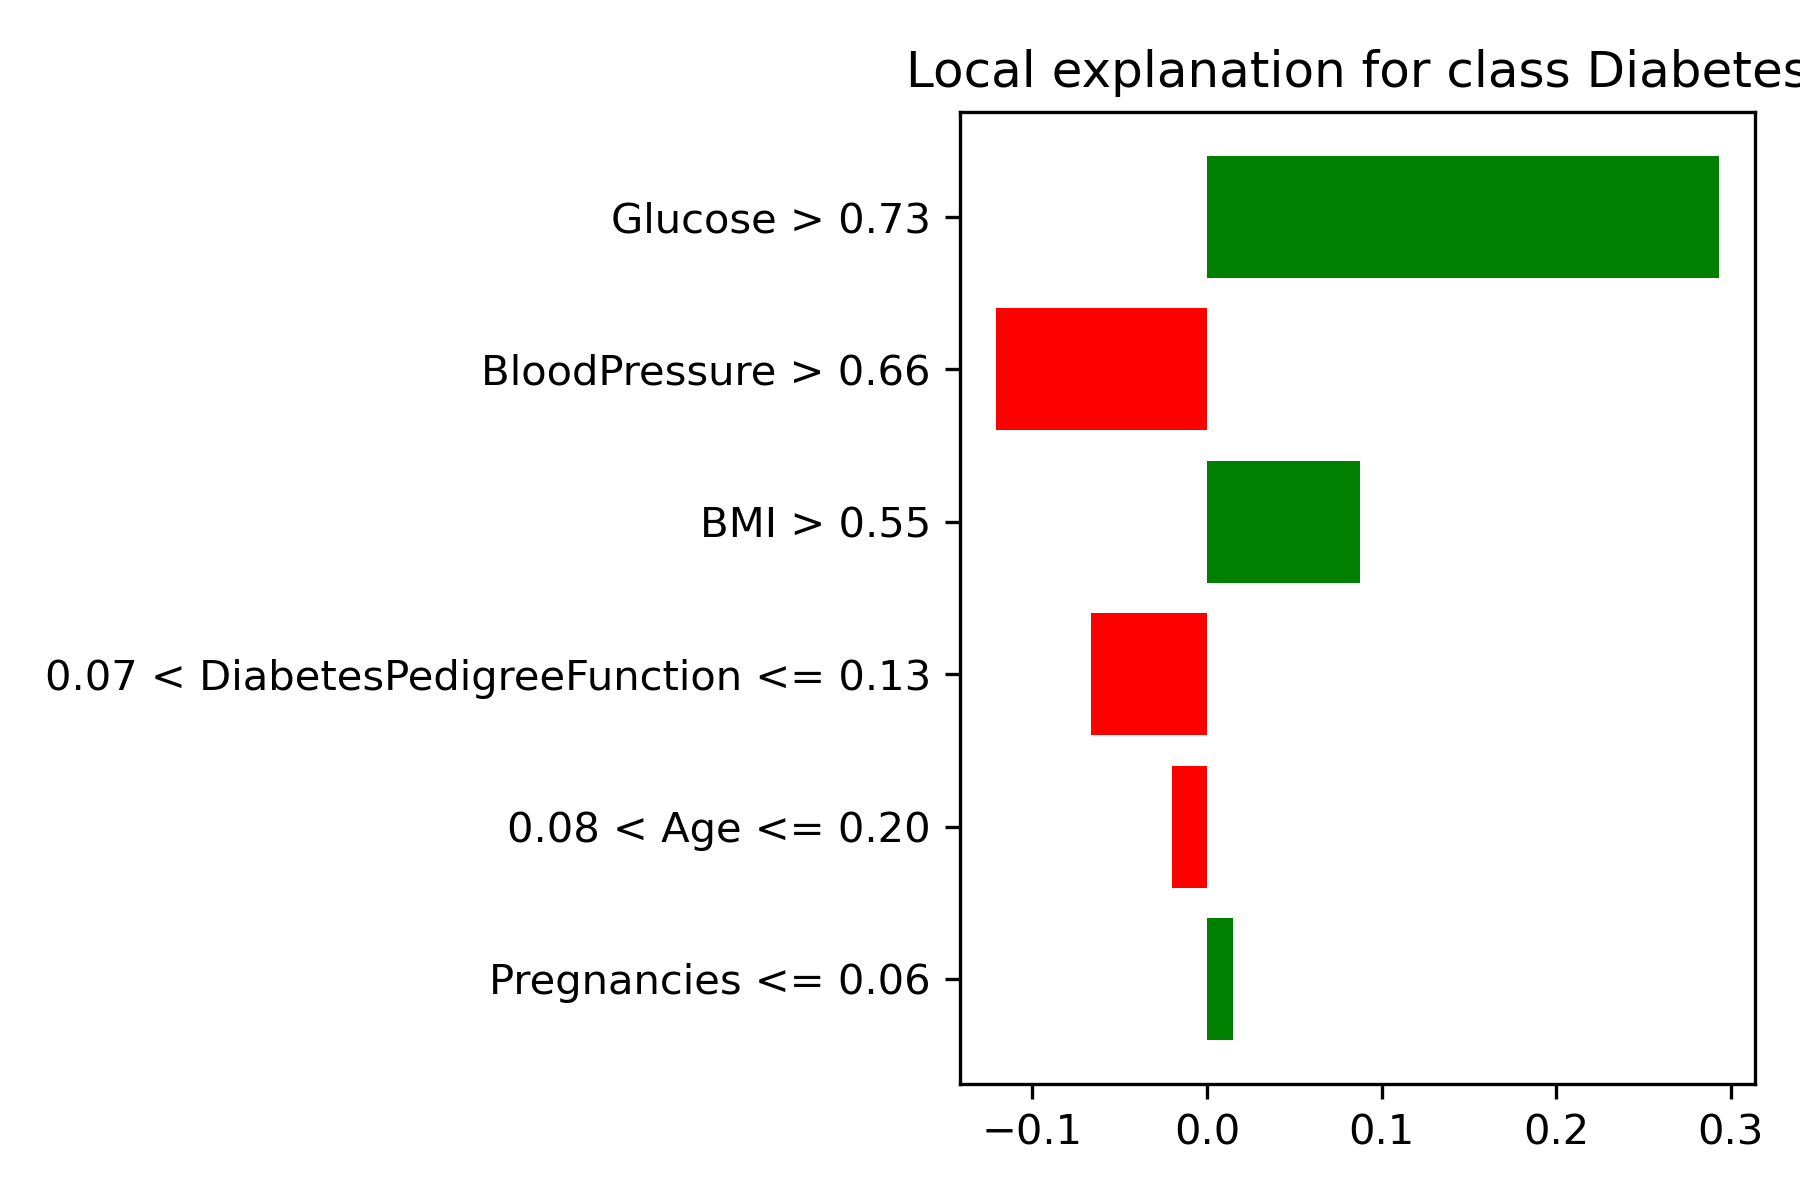 Local explanation for class Diabetes
Glucose > 0.73
BloodPressure > 0.66
BMI > 0.55
0.07 < DiabetesPedigreeFunction <= 0.13
0.08 < Age <= 0.20
Pregnancies <= 0.06
−0.1 0.0 0.1 0.2 0.3